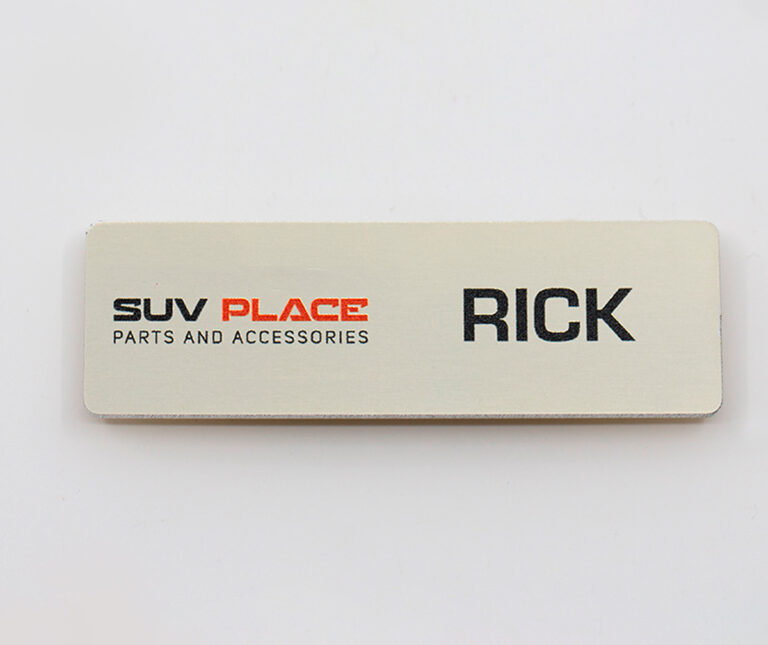 SUV PLACE
PARTS AND ACCESSORIES
RICK